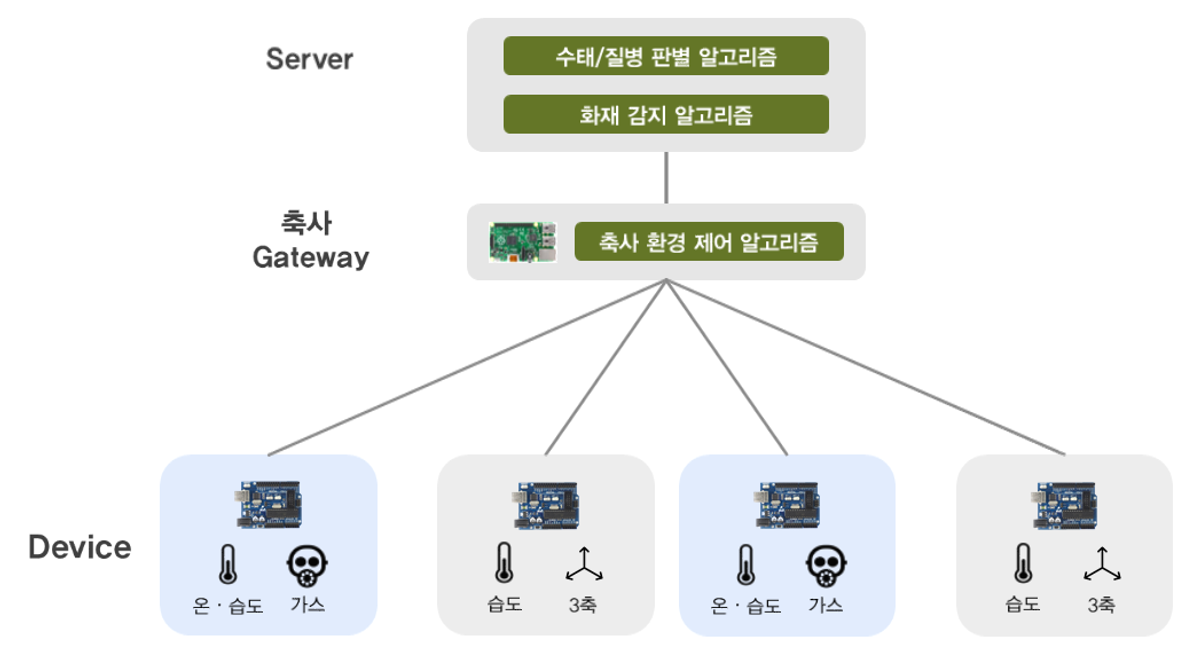 Server
수태/질병 판별 알고리즘
화재 감지 알고리즘
축사
Gateway
축사 환경 제어 알고리즘
Device
온 · 습도
가스
습도
3축
온 · 습도
가스
습도
3축